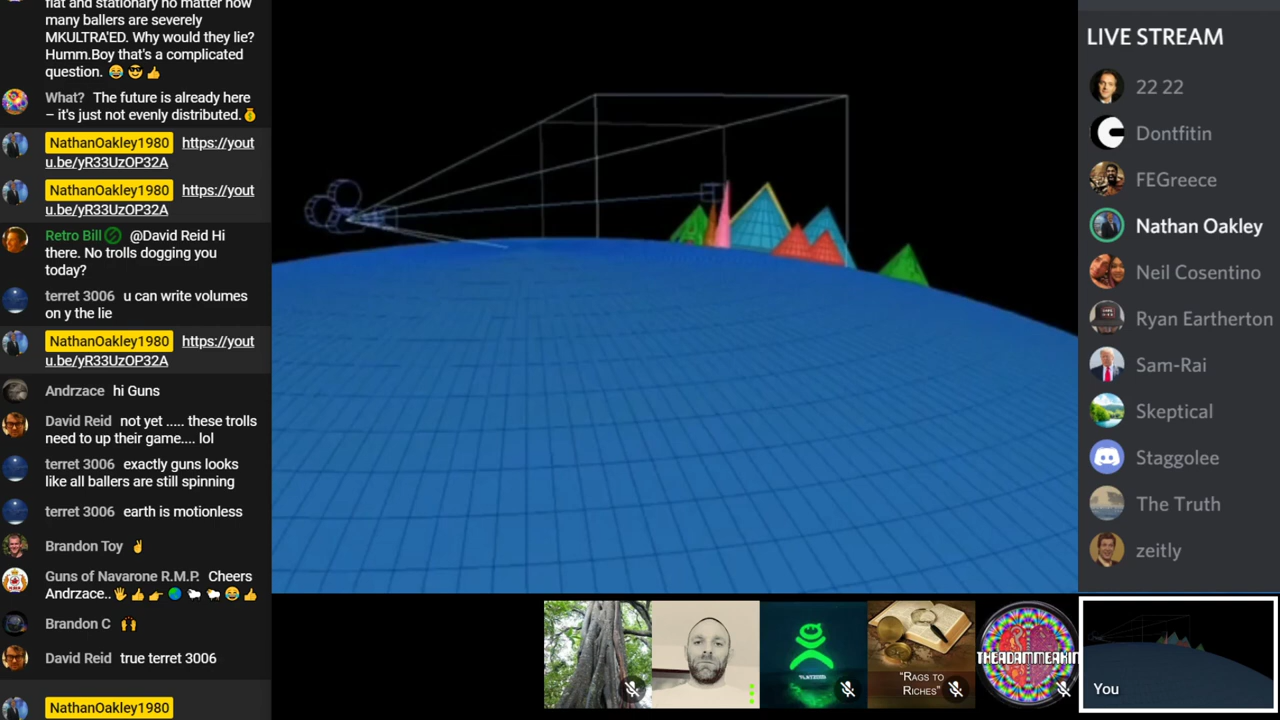 flat and stationary no matter how
many ballers are severely
MKULTRA'ED. Why would they lie?
Humm.Boy that's a complicated
question. 😂 😎 👍
What? The future is already here
– it's just not evenly distributed.💰
NathanOakley1980 https://yout
u.be/yR33UzOP32A
NathanOakley1980 https://yout
u.be/yR33UzOP32A
Retro Bill @David Reid Hi
there. No trolls dogging you
today?
terret 3006 u can write volumes
on y the lie
NathanOakley1980 https://yout
u.be/yR33UzOP32A
Andrzace hi Guns
David Reid not yet ..... these trolls
need to up their game.... lol
terret 3006 exactly guns looks
like all ballers are still spinning
terret 3006 earth is motionless
Brandon Toy ✌
Guns of Navarone R.M.P. Cheers
Andrzace..🖐👍👉🌍🐑🐑😂👍
Brandon C 🙌
David Reid true terret 3006
NathanOakley1980
LIVE STREAM
22 22
Dontfitin
FEGreece
Nathan Oakley
Neil Cosentino
Ryan Eartherton
Sam-Rai
Skeptical
Staggolee
The Truth
zeitly
"RAGS TO
RICHES"
THEADAMMEAKIN
You